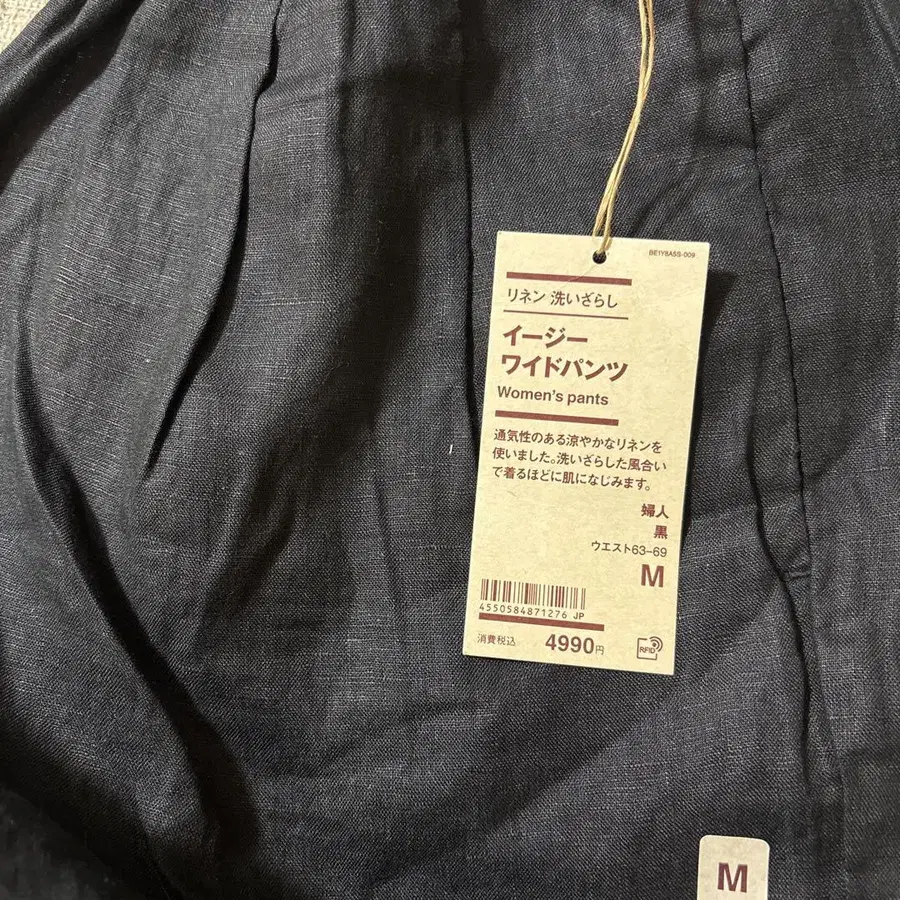 BE1Y8A5S-009
リネン 洗いざらし
イージー
ワイドパンツ
Women's pants
通気性のある涼やかなリネンを
使いました。洗いざらした風合い
で着るほどに肌になじみます。
婦人
黒
ウエスト63-69
M
4550584871276 JP
消費税込 4990円
RFID
M